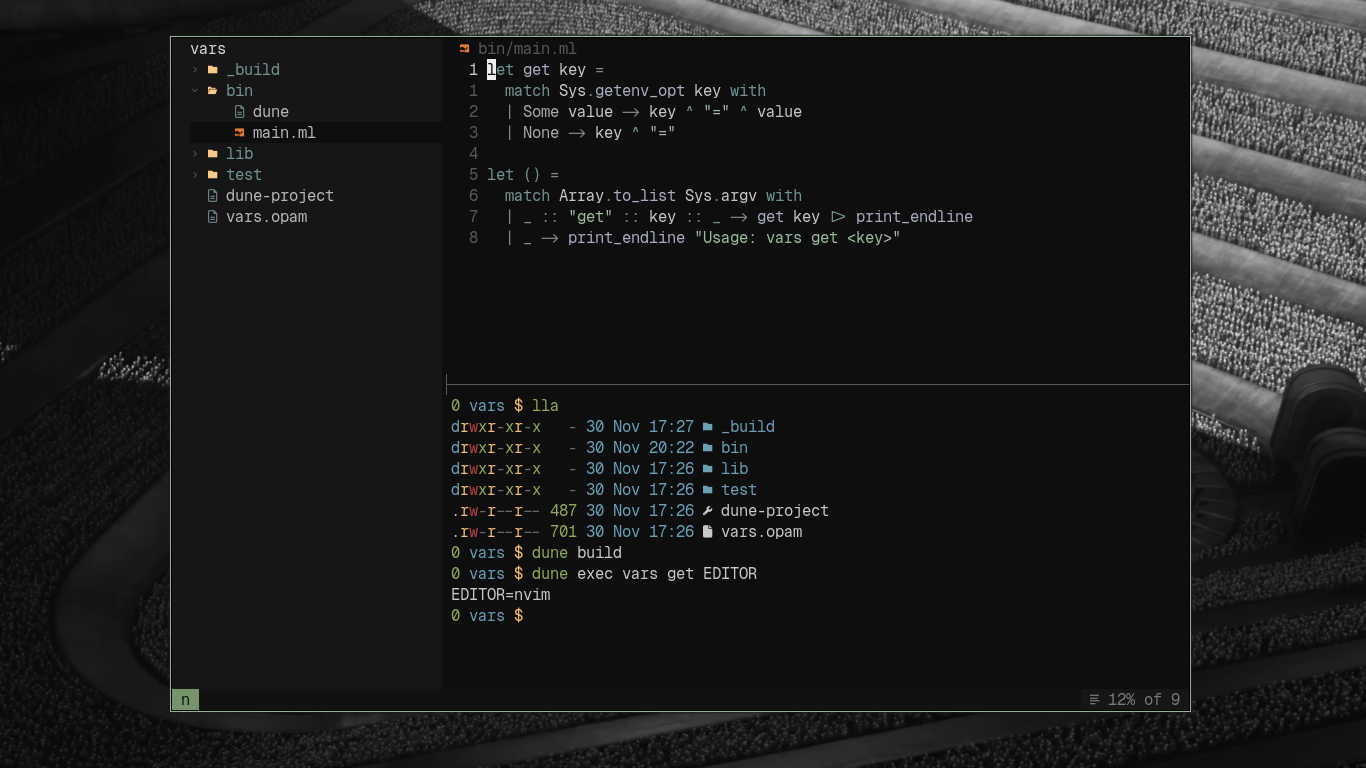 vars
_build
bin
dune
main.ml
lib
test
dune-project
vars.opam
bin/main.ml
1 let get key =
1   match Sys.getenv_opt key with
2   | Some value -> key ^ "=" ^ value
3   | None -> key ^ "="
4
5 let () =
6   match Array.to_list Sys.argv with
7   | _ :: "get" :: key :: _ -> get key |> print_endline
8   | _ -> print_endline "Usage: vars get <key>"
0 vars $ lla
drwxr-xr-x   - 30 Nov 17:27 _build
drwxr-xr-x   - 30 Nov 20:22 bin
drwxr-xr-x   - 30 Nov 17:26 lib
drwxr-xr-x   - 30 Nov 17:26 test
.rw-r--r-- 487 30 Nov 17:26 dune-project
.rw-r--r-- 701 30 Nov 17:26 vars.opam
0 vars $ dune build
0 vars $ dune exec vars get EDITOR
EDITOR=nvim
0 vars $
n 12% of 9